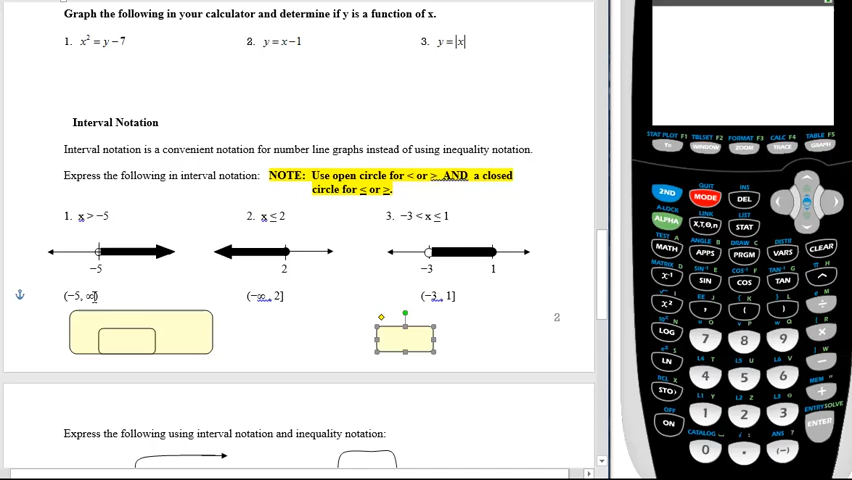 Graph the following in your calculator and determine if y is a function of x.
1. x² = y − 7 2. y = x − 1 3. y = |x|
Interval Notation
Interval notation is a convenient notation for number line graphs instead of using inequality notation.
Express the following in interval notation: NOTE: Use open circle for < or > AND a closed
circle for ≤ or ≥.
1. x > −5 2. x ≤ 2 3. −3 < x ≤ 1
−5 2 −3 1
(−5, ∞) (−∞, 2] (−3, 1]
2
Express the following using interval notation and inequality notation:
STAT PLOT F1 TBLSET F2 FORMAT F3 CALC F4 TABLE F5
Y= WINDOW ZOOM TRACE GRAPH
QUIT INS
2ND MODE DEL
A-LOCK LINK LIST
ALPHA X,T,θ,n STAT
TEST A ANGLE B DRAW C DISTR
MATH APPS PRGM VARS CLEAR
MATRIX D SIN⁻¹ E COS⁻¹ F TAN⁻¹ G π H
x⁻¹ SIN COS TAN ^
√ I EE J { K } L e M
x² , ( ) ÷
10ˣ N u O v P w Q [ R
LOG 7 8 9 ×
eˣ S L4 T L5 U L6 V ] W
LN 4 5 6 −
RCL X L1 Y L2 Z L3 θ MEM "
STO› 1 2 3 +
OFF CATALOG ⎵ i : ANS ? ENTRY SOLVE
ON 0 . (−) ENTER